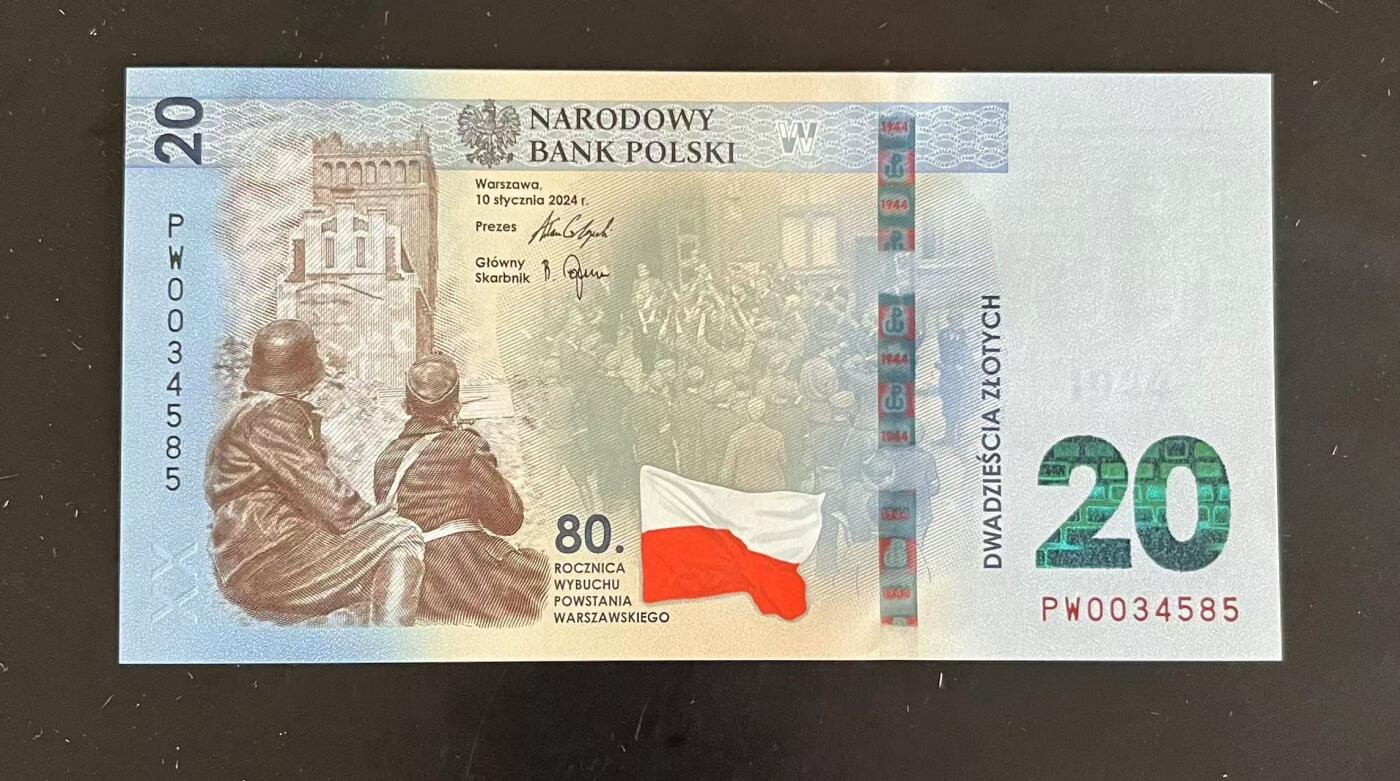 20
NARODOWY
BANK POLSKI
W
Warszawa,
10 stycznia 2024 r.
Prezes
Główny
Skarbnik
PW0034585
XX
80.
ROCZNICA
WYBUCHU
POWSTANIA
WARSZAWSKIEGO
1944
1944
1944
1944
1944
DWADZIEŚCIA ZŁOTYCH
20
PW0034585